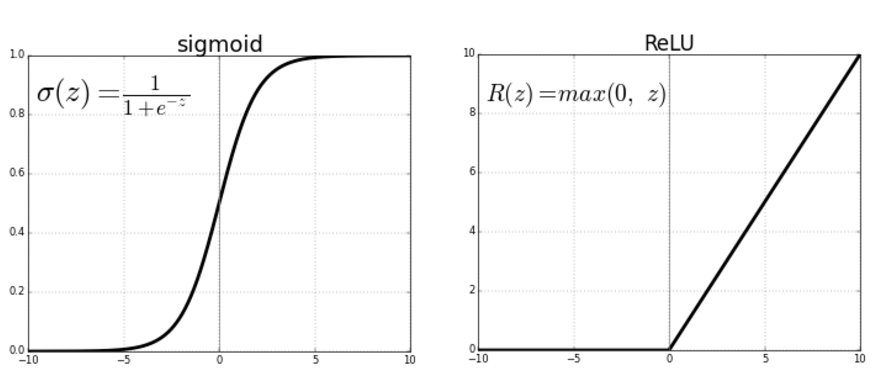 sigmoid
σ(z) = 1/(1+e^{-z})
1.0
0.8
0.6
0.4
0.2
0.0
−10 −5 0 5 10
ReLU
R(z) = max(0, z)
10
8
6
4
2
0
−10 −5 0 5 10